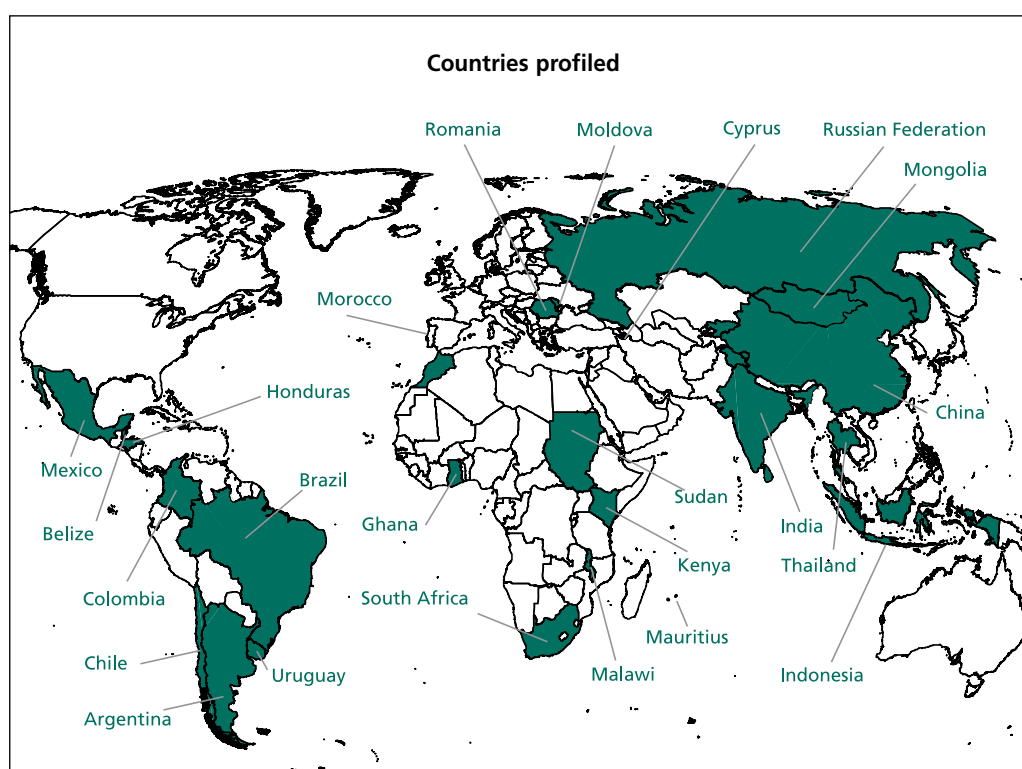 Countries profiled
Romania
Moldova
Cyprus
Russian Federation
Mongolia
Morocco
Honduras
China
Mexico
Brazil
Sudan
Ghana
India
Belize
Kenya
Thailand
Colombia
South Africa
Mauritius
Chile
Uruguay
Malawi
Indonesia
Argentina